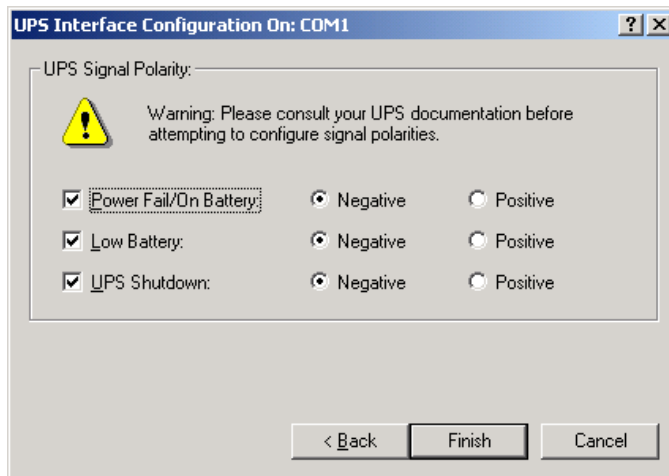 UPS Interface Configuration On: COM1
UPS Signal Polarity:
Warning: Please consult your UPS documentation before
attempting to configure signal polarities.
Power Fail/On Battery: Negative Positive
Low Battery: Negative Positive
UPS Shutdown: Negative Positive
< Back Finish Cancel